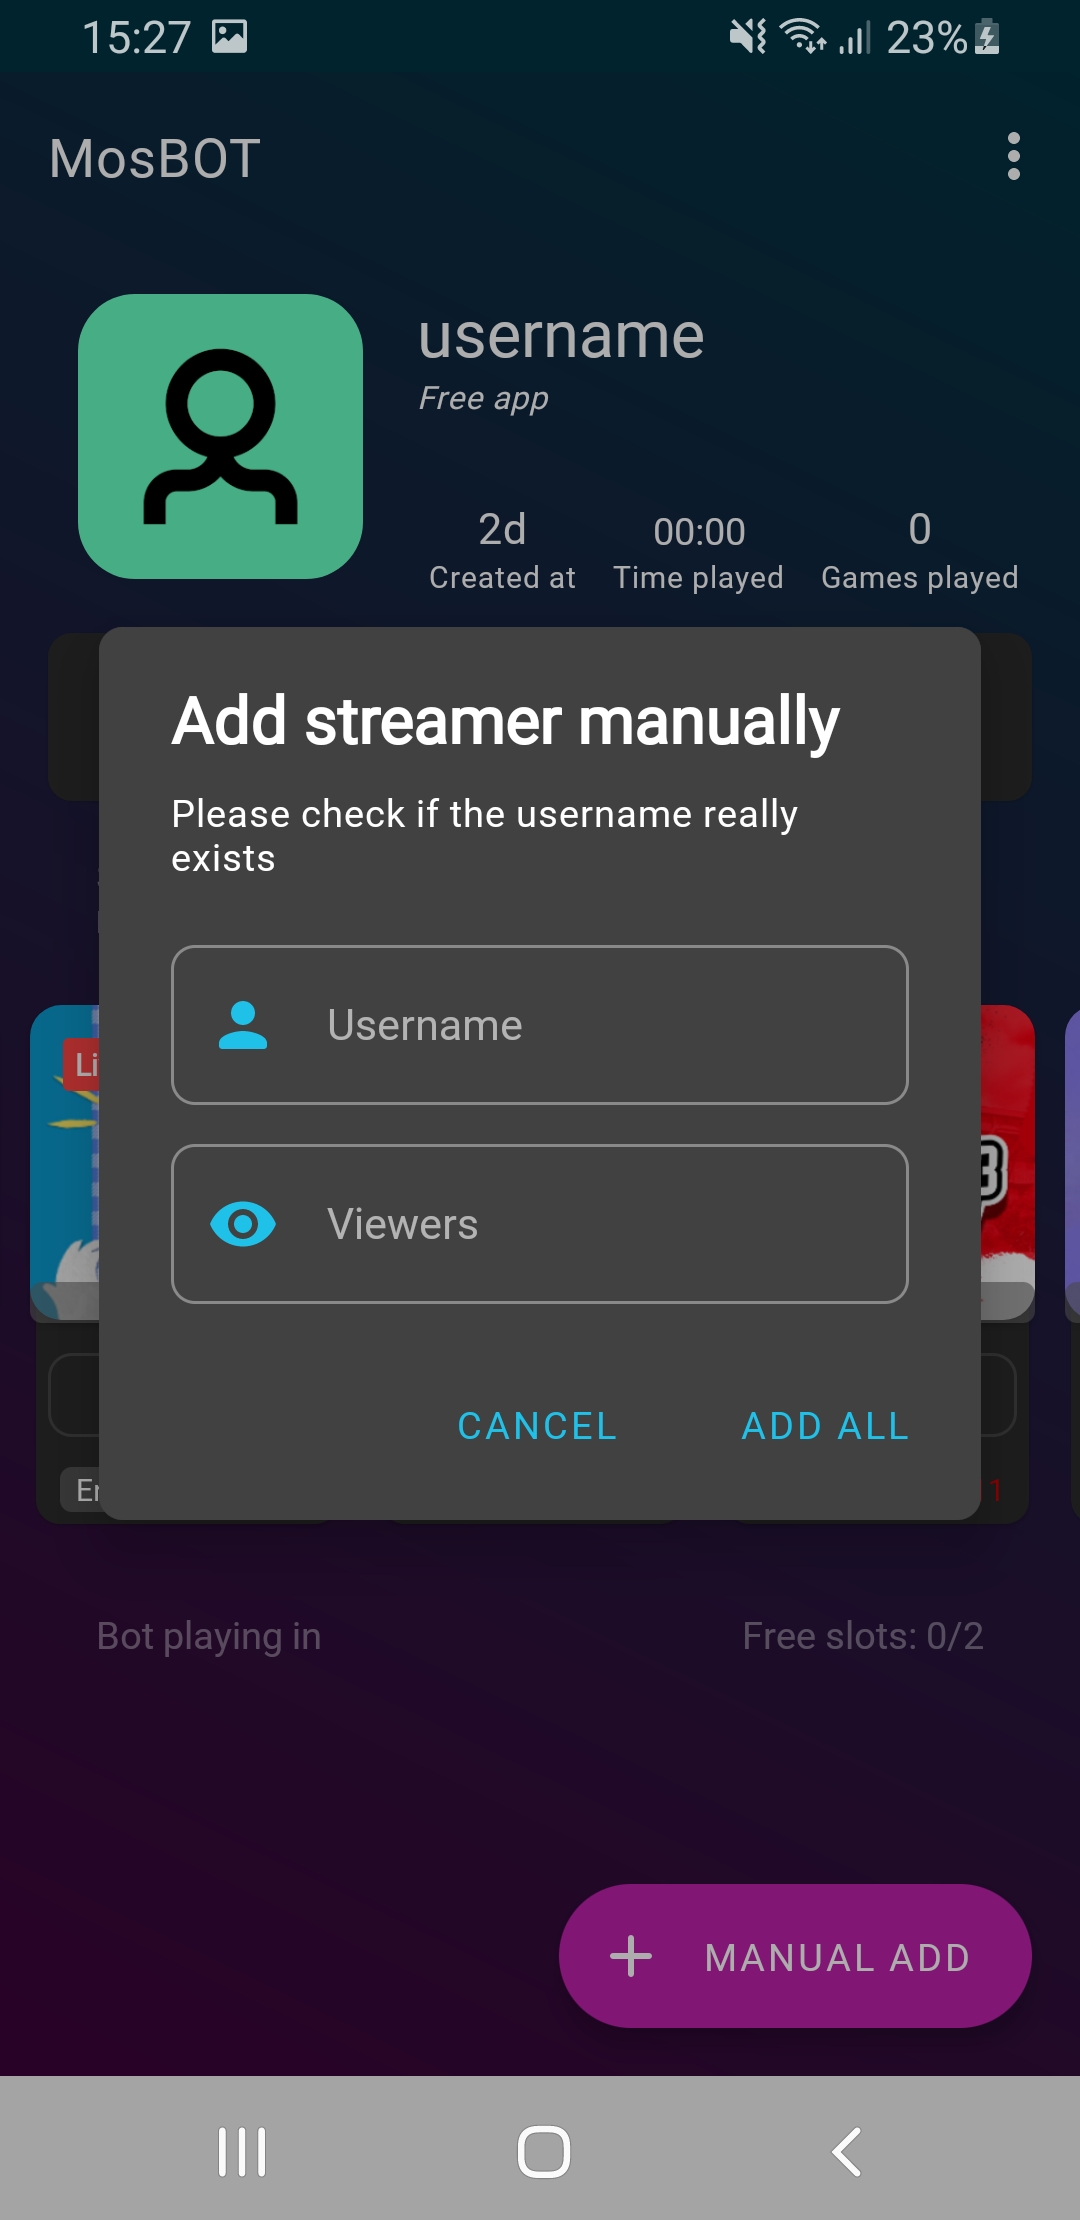 15:27
23%
MosBOT
username
Free app
2d
00:00
0
Created at
Time played
Games played
Add streamer manually
Please check if the username really
exists
Username
Viewers
CANCEL
ADD ALL
1
Bot playing in
Free slots: 0/2
MANUAL ADD